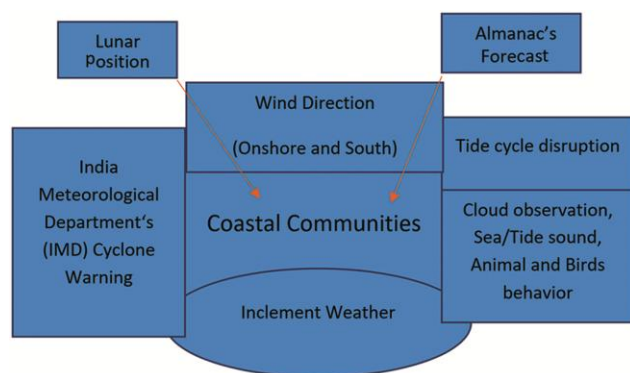 Lunar
Position
Almanac's
Forecast
Wind Direction
(Onshore and South)
India
Meteorological
Department's
(IMD) Cyclone
Warning
Tide cycle disruption
Coastal Communities
Cloud observation,
Sea/Tide sound,
Animal and Birds
behavior
Inclement Weather